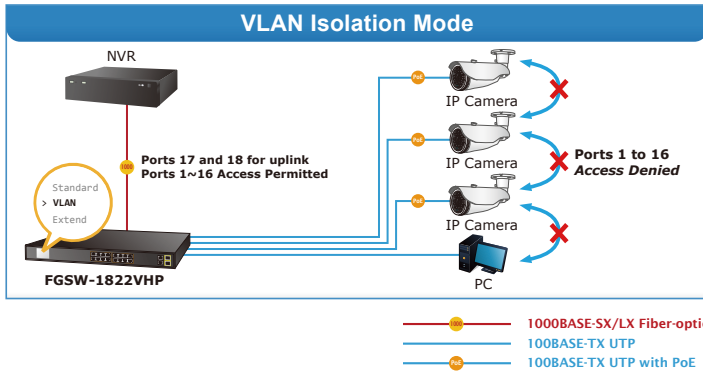 VLAN Isolation Mode
NVR
PoE
IP Camera
1000
Ports 17 and 18 for uplink
Ports 1~16 Access Permitted
PoE
IP Camera
Ports 1 to 16
Access Denied
Standard
> VLAN
Extend
PoE
IP Camera
FGSW-1822VHP
PC
1000
1000BASE-SX/LX Fiber-optic
100BASE-TX UTP
PoE
100BASE-TX UTP with PoE